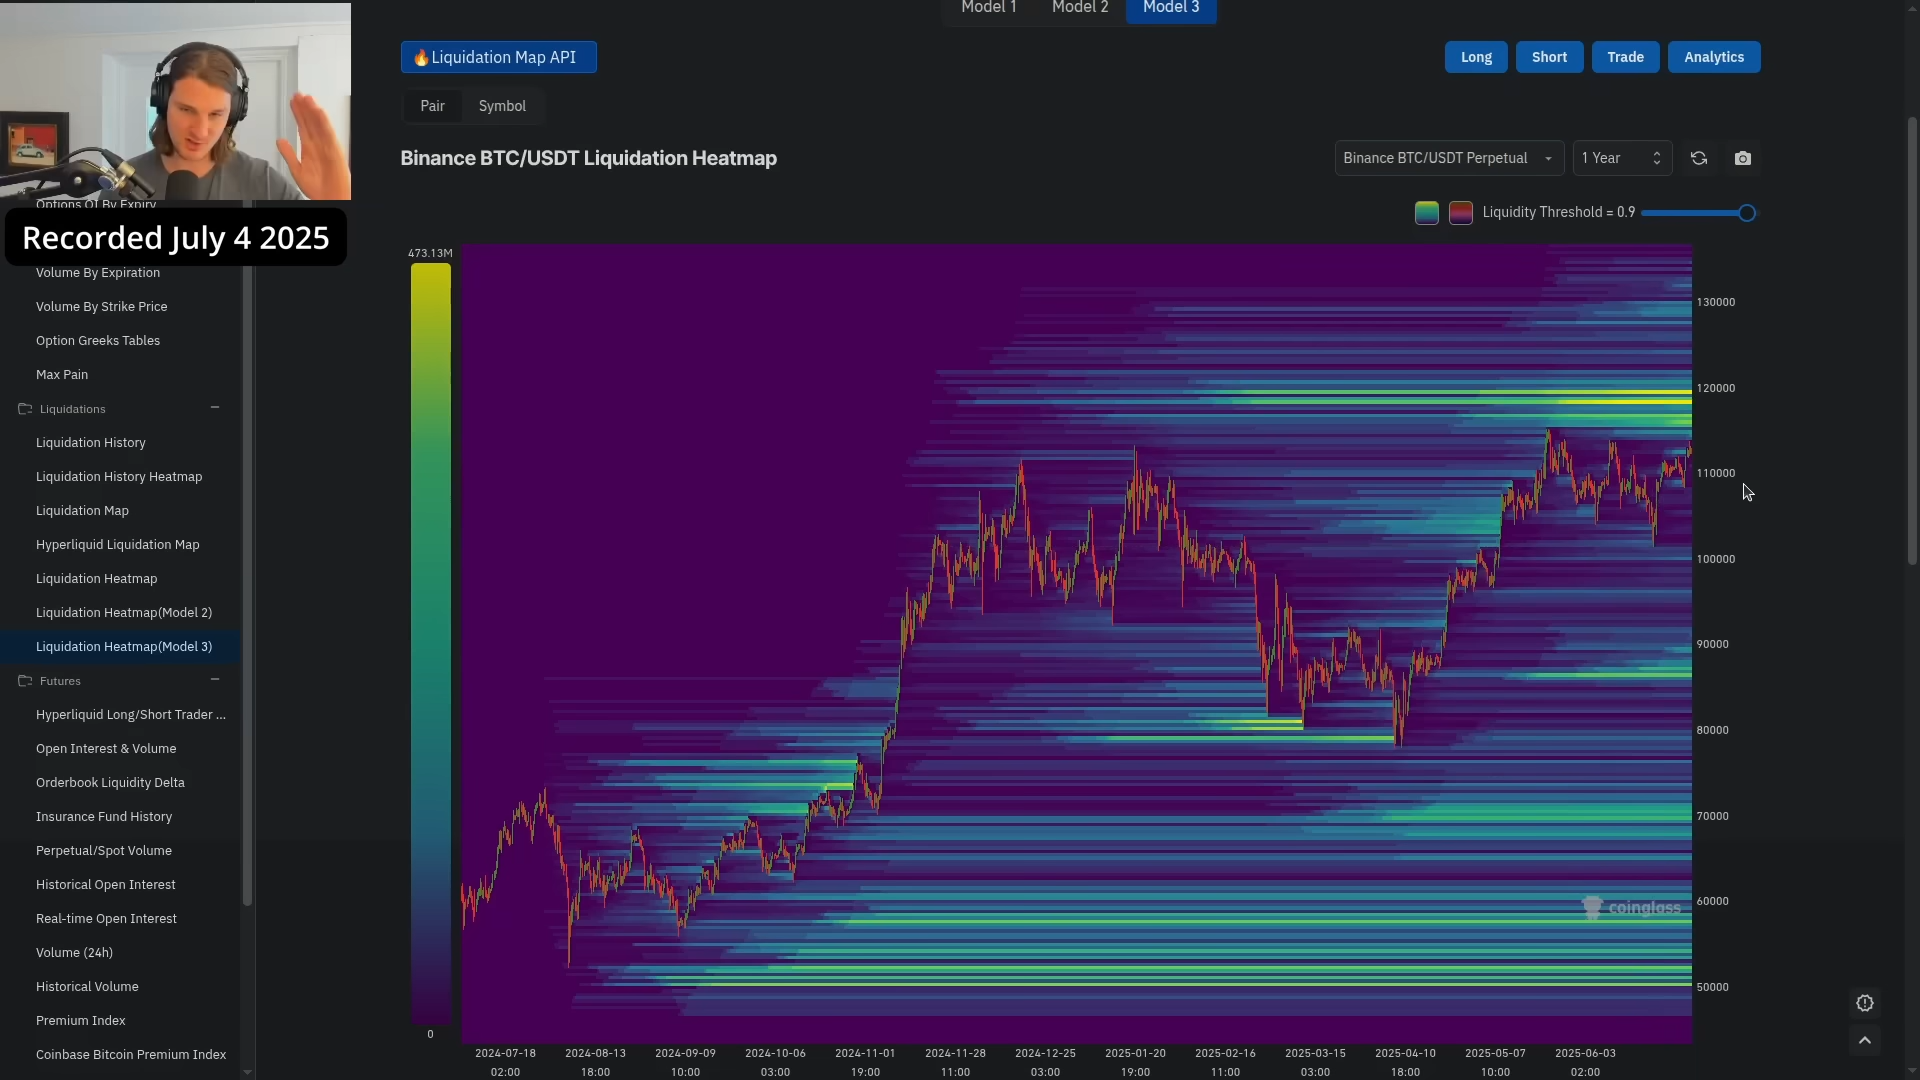 Model 1
Model 2
Model 3
🔥Liquidation Map API
Long
Short
Trade
Analytics
Pair
Symbol
Binance BTC/USDT Liquidation Heatmap
Binance BTC/USDT Perpetual
1 Year
Liquidity Threshold = 0.9
Options OI By Expiry
Recorded July 4 2025
Volume By Expiration
Volume By Strike Price
Option Greeks Tables
Max Pain
Liquidations
Liquidation History
Liquidation History Heatmap
Liquidation Map
Hyperliquid Liquidation Map
Liquidation Heatmap
Liquidation Heatmap(Model 2)
Liquidation Heatmap(Model 3)
Futures
Hyperliquid Long/Short Trader ...
Open Interest & Volume
Orderbook Liquidity Delta
Insurance Fund History
Perpetual/Spot Volume
Historical Open Interest
Real-time Open Interest
Volume (24h)
Historical Volume
Premium Index
Coinbase Bitcoin Premium Index
473.13M
0
130000
120000
110000
100000
90000
80000
70000
60000
50000
coinglass
2024-07-18 2024-08-13 2024-09-09 2024-10-06 2024-11-01 2024-11-28 2024-12-25 2025-01-20 2025-02-16 2025-03-15 2025-04-10 2025-05-07 2025-06-03
02:00 18:00 10:00 03:00 19:00 11:00 03:00 19:00 11:00 03:00 18:00 10:00 02:00